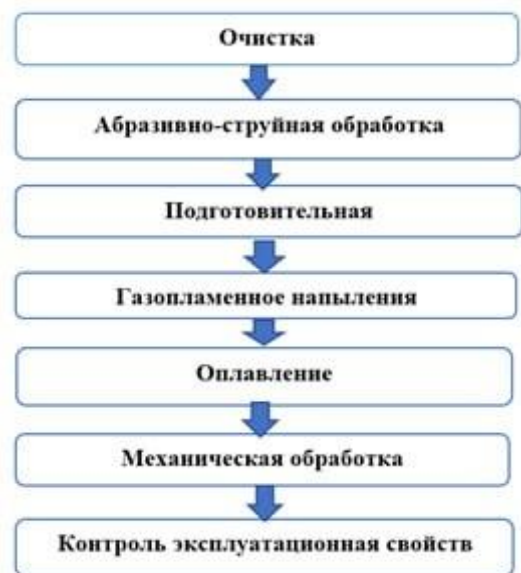 Очистка
Абразивно-струйная обработка
Подготовительная
Газопламенное напыления
Оплавление
Механическая обработка
Контроль эксплуатационная свойств